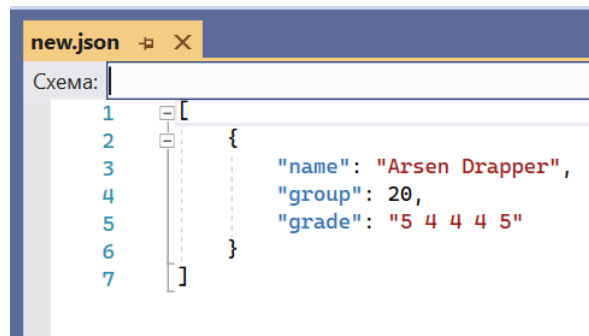 new.json
Схема:
1 [
2 {
3 "name": "Arsen Drapper",
4 "group": 20,
5 "grade": "5 4 4 4 5"
6 }
7 ]